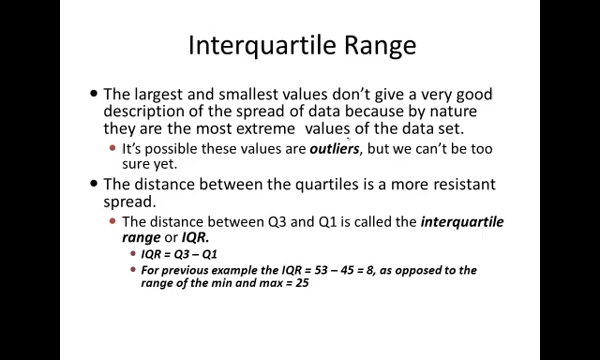 Interquartile Range
• The largest and smallest values don't give a very good
description of the spread of data because by nature
they are the most extreme values of the data set.
• It's possible these values are outliers, but we can't be too
sure yet.
• The distance between the quartiles is a more resistant
spread.
• The distance between Q3 and Q1 is called the interquartile
range or IQR.
• IQR = Q3 – Q1
• For previous example the IQR = 53 – 45 = 8, as opposed to the
range of the min and max = 25